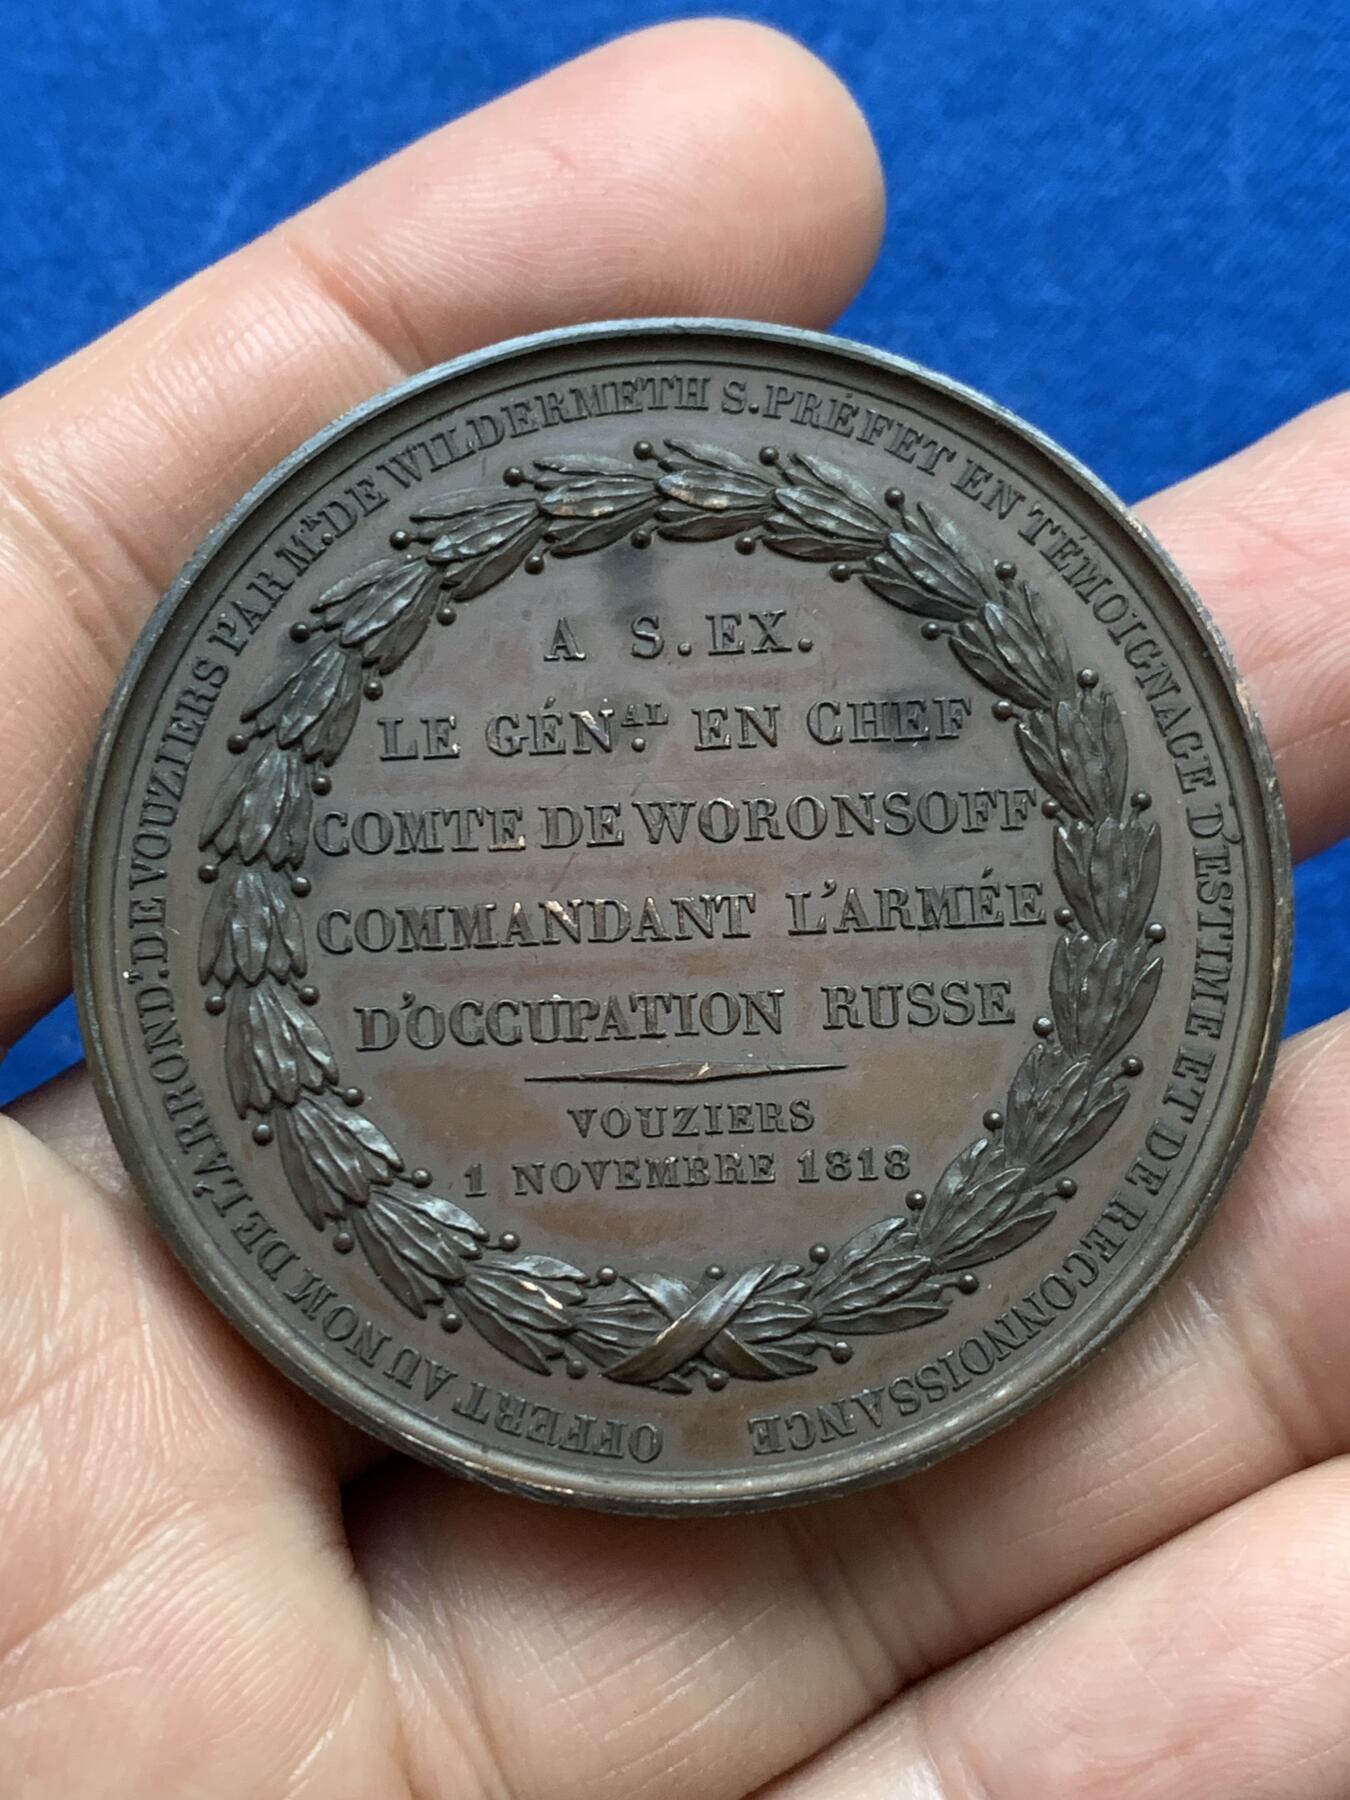 OFFERT AU NOM DE L'ARROND.T DE VOUZIERS PAR M.R DE WILDERMETH S. PRÉFET EN TÉMOIGNAGE D'ESTIME ET DE RECONNOISSANCE
A S. EX.
LE GÉN.AL EN CHEF
COMTE DE WORONSOFF
COMMANDANT L'ARMÉE
D'OCCUPATION RUSSE
VOUZIERS
1 NOVEMBRE 1818